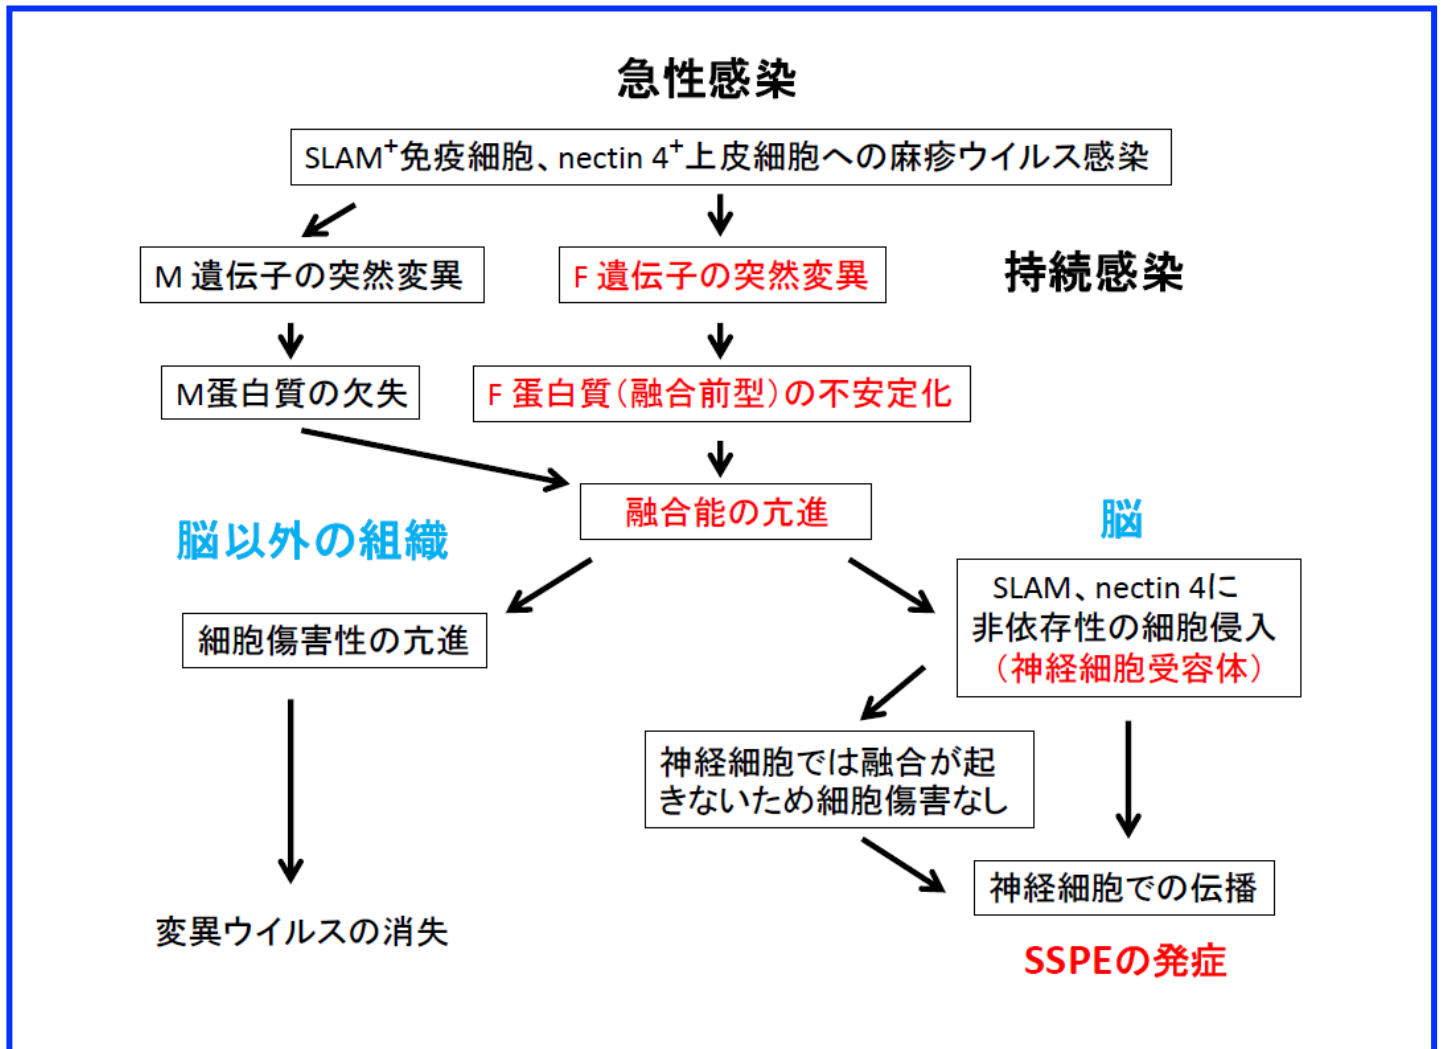 急性感染
SLAM⁺免疫細胞、nectin 4⁺上皮細胞への麻疹ウイルス感染
M 遺伝子の突然変異
F 遺伝子の突然変異
持続感染
M蛋白質の欠失
F 蛋白質（融合前型）の不安定化
融合能の亢進
脳以外の組織
脳
細胞傷害性の亢進
SLAM、nectin 4に
非依存性の細胞侵入
（神経細胞受容体）
神経細胞では融合が起
きないため細胞傷害なし
神経細胞での伝播
変異ウイルスの消失
SSPEの発症